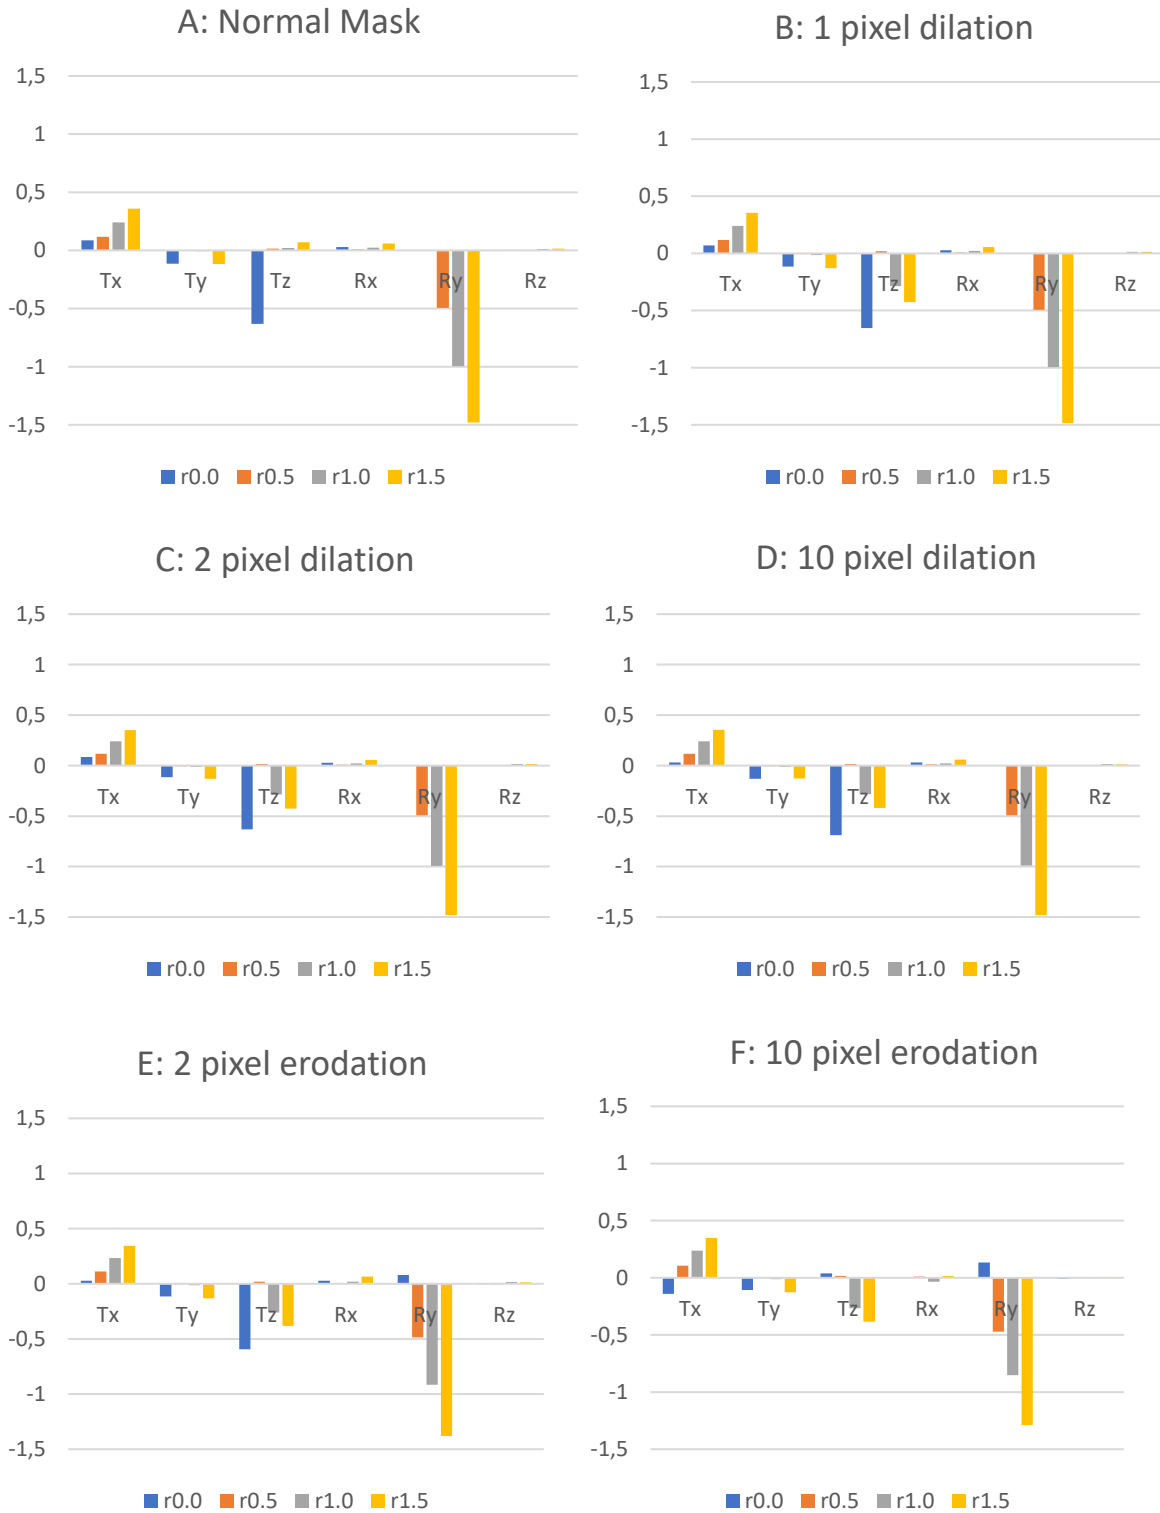 A: Normal Mask
1,5
1
0,5
0
-0,5
-1
-1,5
Tx Ty Tz Rx Ry Rz
r0.0 r0.5 r1.0 r1.5
B: 1 pixel dilation
1,5
1
0,5
0
-0,5
-1
-1,5
Tx Ty Tz Rx Ry Rz
r0.0 r0.5 r1.0 r1.5
C: 2 pixel dilation
1,5
1
0,5
0
-0,5
-1
-1,5
Tx Ty Tz Rx Ry Rz
r0.0 r0.5 r1.0 r1.5
D: 10 pixel dilation
1,5
1
0,5
0
-0,5
-1
-1,5
Tx Ty Tz Rx Ry Rz
r0.0 r0.5 r1.0 r1.5
E: 2 pixel erodation
1,5
1
0,5
0
-0,5
-1
-1,5
Tx Ty Tz Rx Ry Rz
r0.0 r0.5 r1.0 r1.5
F: 10 pixel erodation
1,5
1
0,5
0
-0,5
-1
-1,5
Tx Ty Tz Rx Ry Rz
r0.0 r0.5 r1.0 r1.5